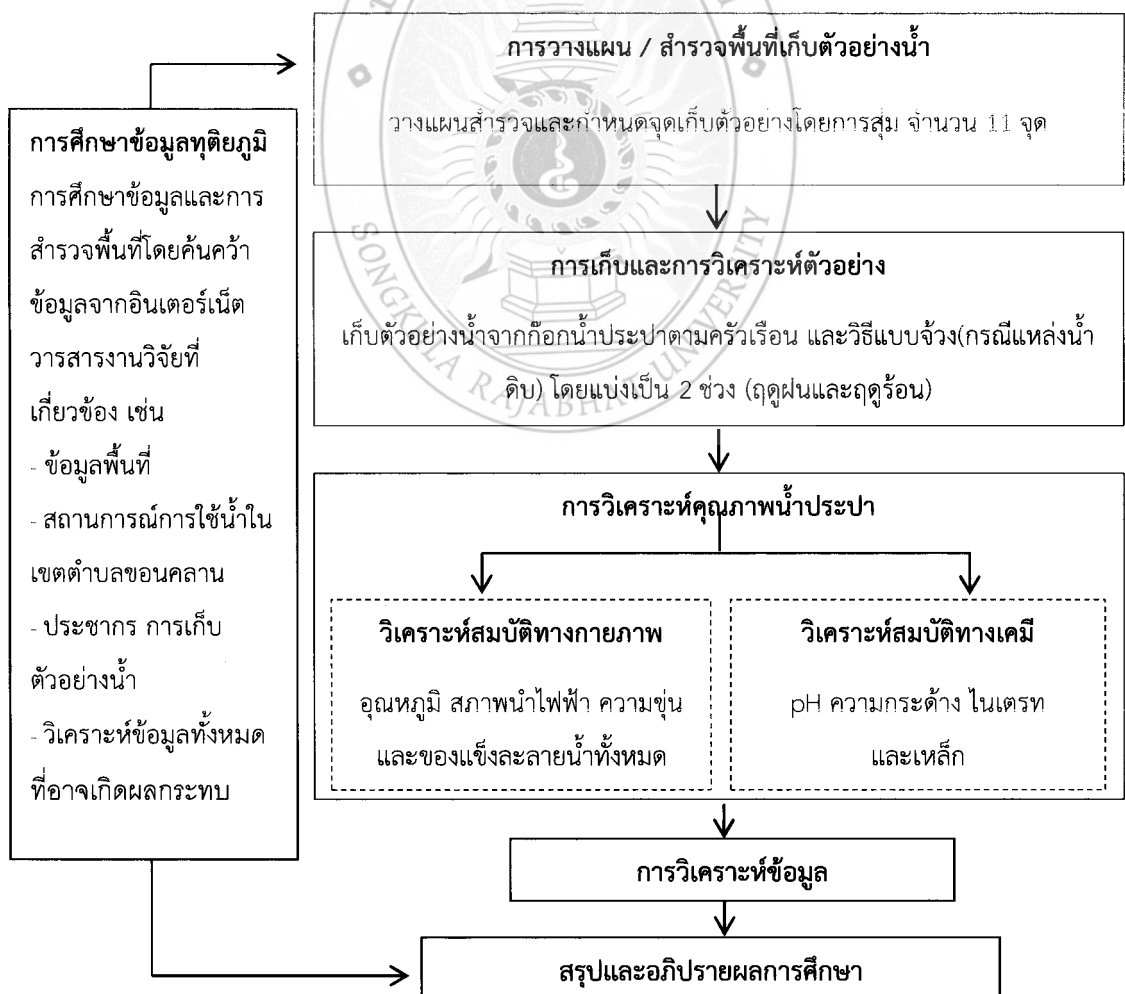 การศึกษาข้อมูลทุติยภูมิ
การศึกษาข้อมูลและการ
สำรวจพื้นที่โดยค้นคว้า
ข้อมูลจากอินเตอร์เน็ต
วารสารงานวิจัยที่
เกี่ยวข้อง เช่น
- ข้อมูลพื้นที่
- สถานการณ์การใช้น้ำใน
เขตตำบลขอนคลาน
- ประชากร การเก็บ
ตัวอย่างน้ำ
- วิเคราะห์ข้อมูลทั้งหมด
ที่อาจเกิดผลกระทบ
การวางแผน / สำรวจพื้นที่เก็บตัวอย่างน้ำ
วางแผนสำรวจและกำหนดจุดเก็บตัวอย่างโดยการสุ่ม จำนวน 11 จุด
การเก็บและการวิเคราะห์ตัวอย่าง
เก็บตัวอย่างน้ำจากก๊อกน้ำประปาตามครัวเรือน และวิธีแบบจ้วง(กรณีแหล่งน้ำ
ดิบ) โดยแบ่งเป็น 2 ช่วง (ฤดูฝนและฤดูร้อน)
การวิเคราะห์คุณภาพน้ำประปา
วิเคราะห์สมบัติทางกายภาพ
อุณหภูมิ สภาพนำไฟฟ้า ความขุ่น
และของแข็งละลายน้ำทั้งหมด
วิเคราะห์สมบัติทางเคมี
pH ความกระด้าง ไนเตรท
และเหล็ก
การวิเคราะห์ข้อมูล
สรุปและอภิปรายผลการศึกษา
SONGKHLA RAJABHAT UNIVERSITY